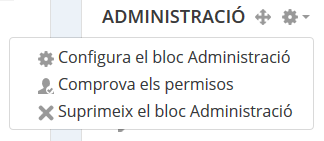 ADMINISTRACIÓ
Configura el bloc Administració
Comprova els permisos
Suprimeix el bloc Administració